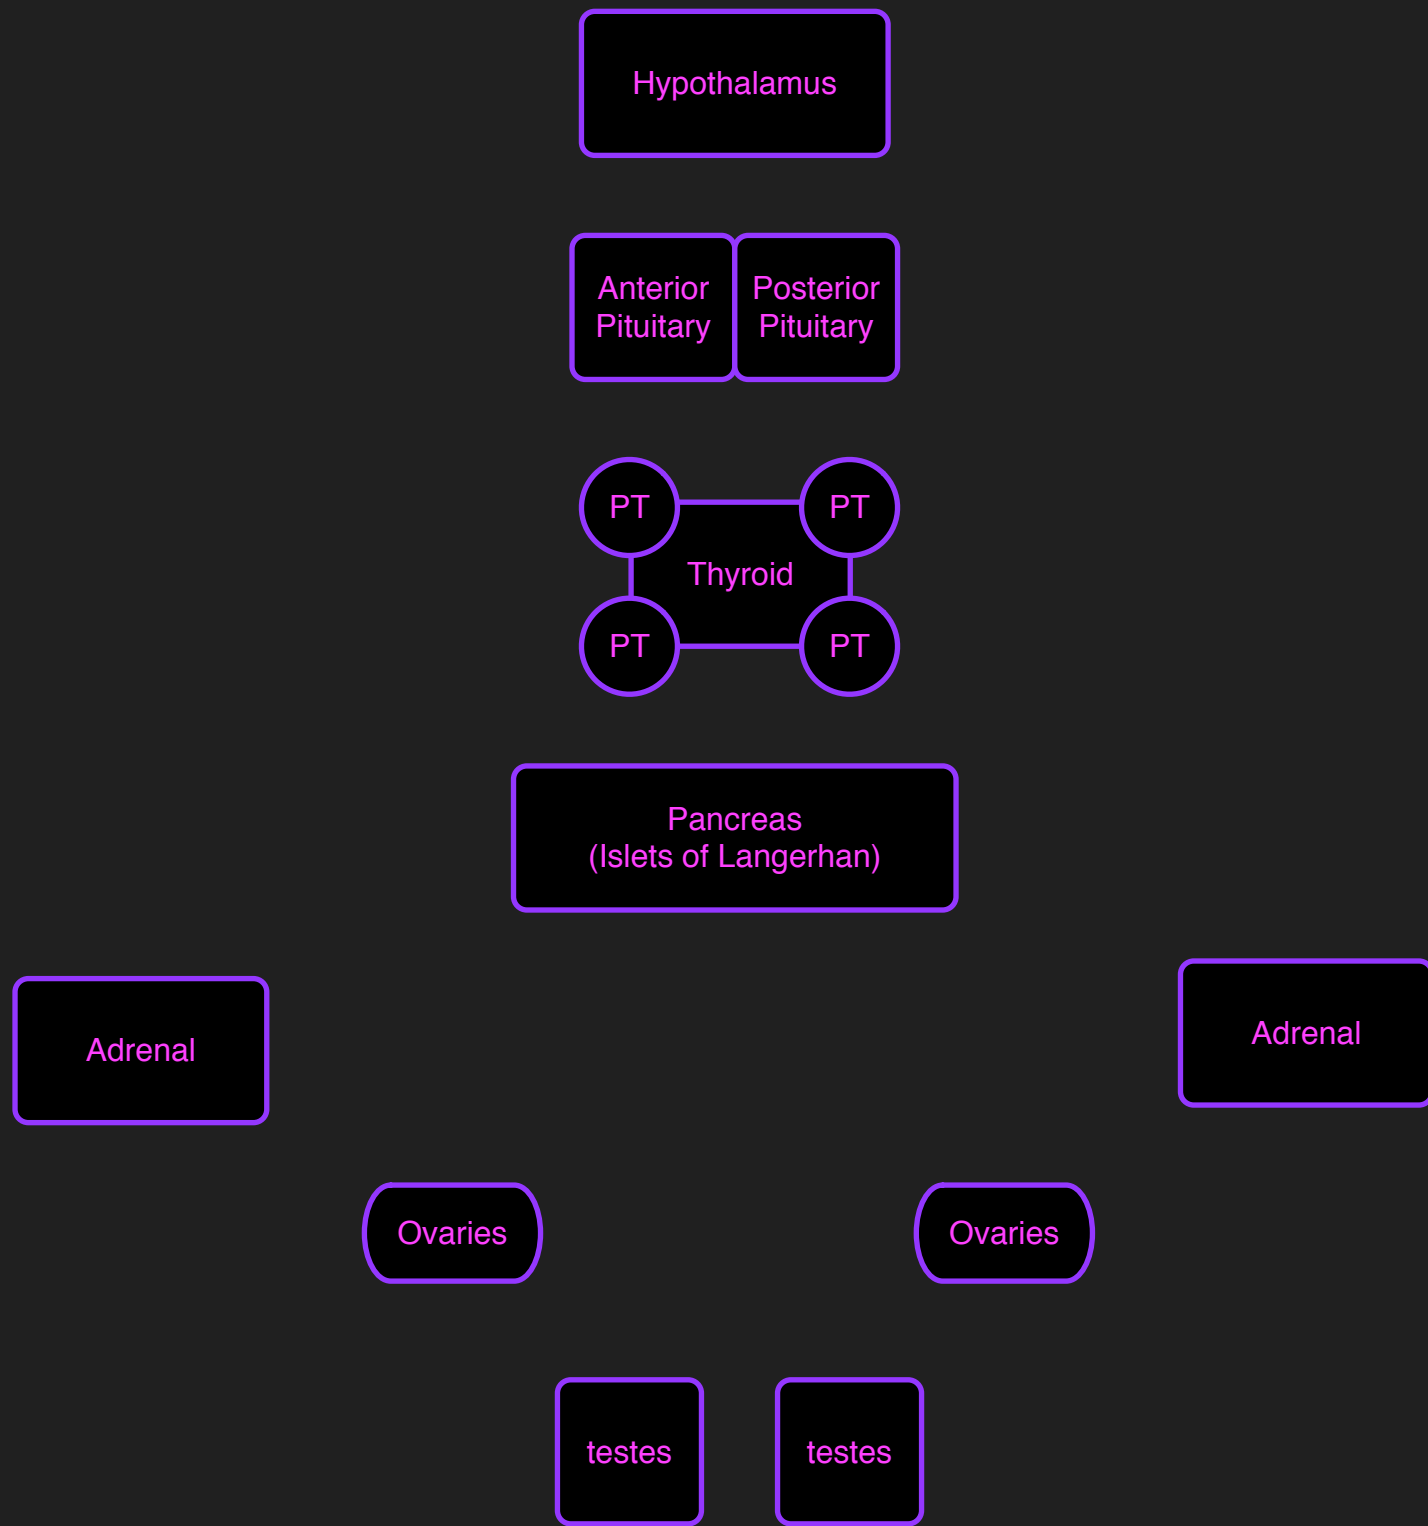 Hypothalamus
Anterior
Pituitary
Posterior
Pituitary
PT
PT
Thyroid
PT
PT
Pancreas
(Islets of Langerhan)
Adrenal
Adrenal
Ovaries
Ovaries
testes
testes